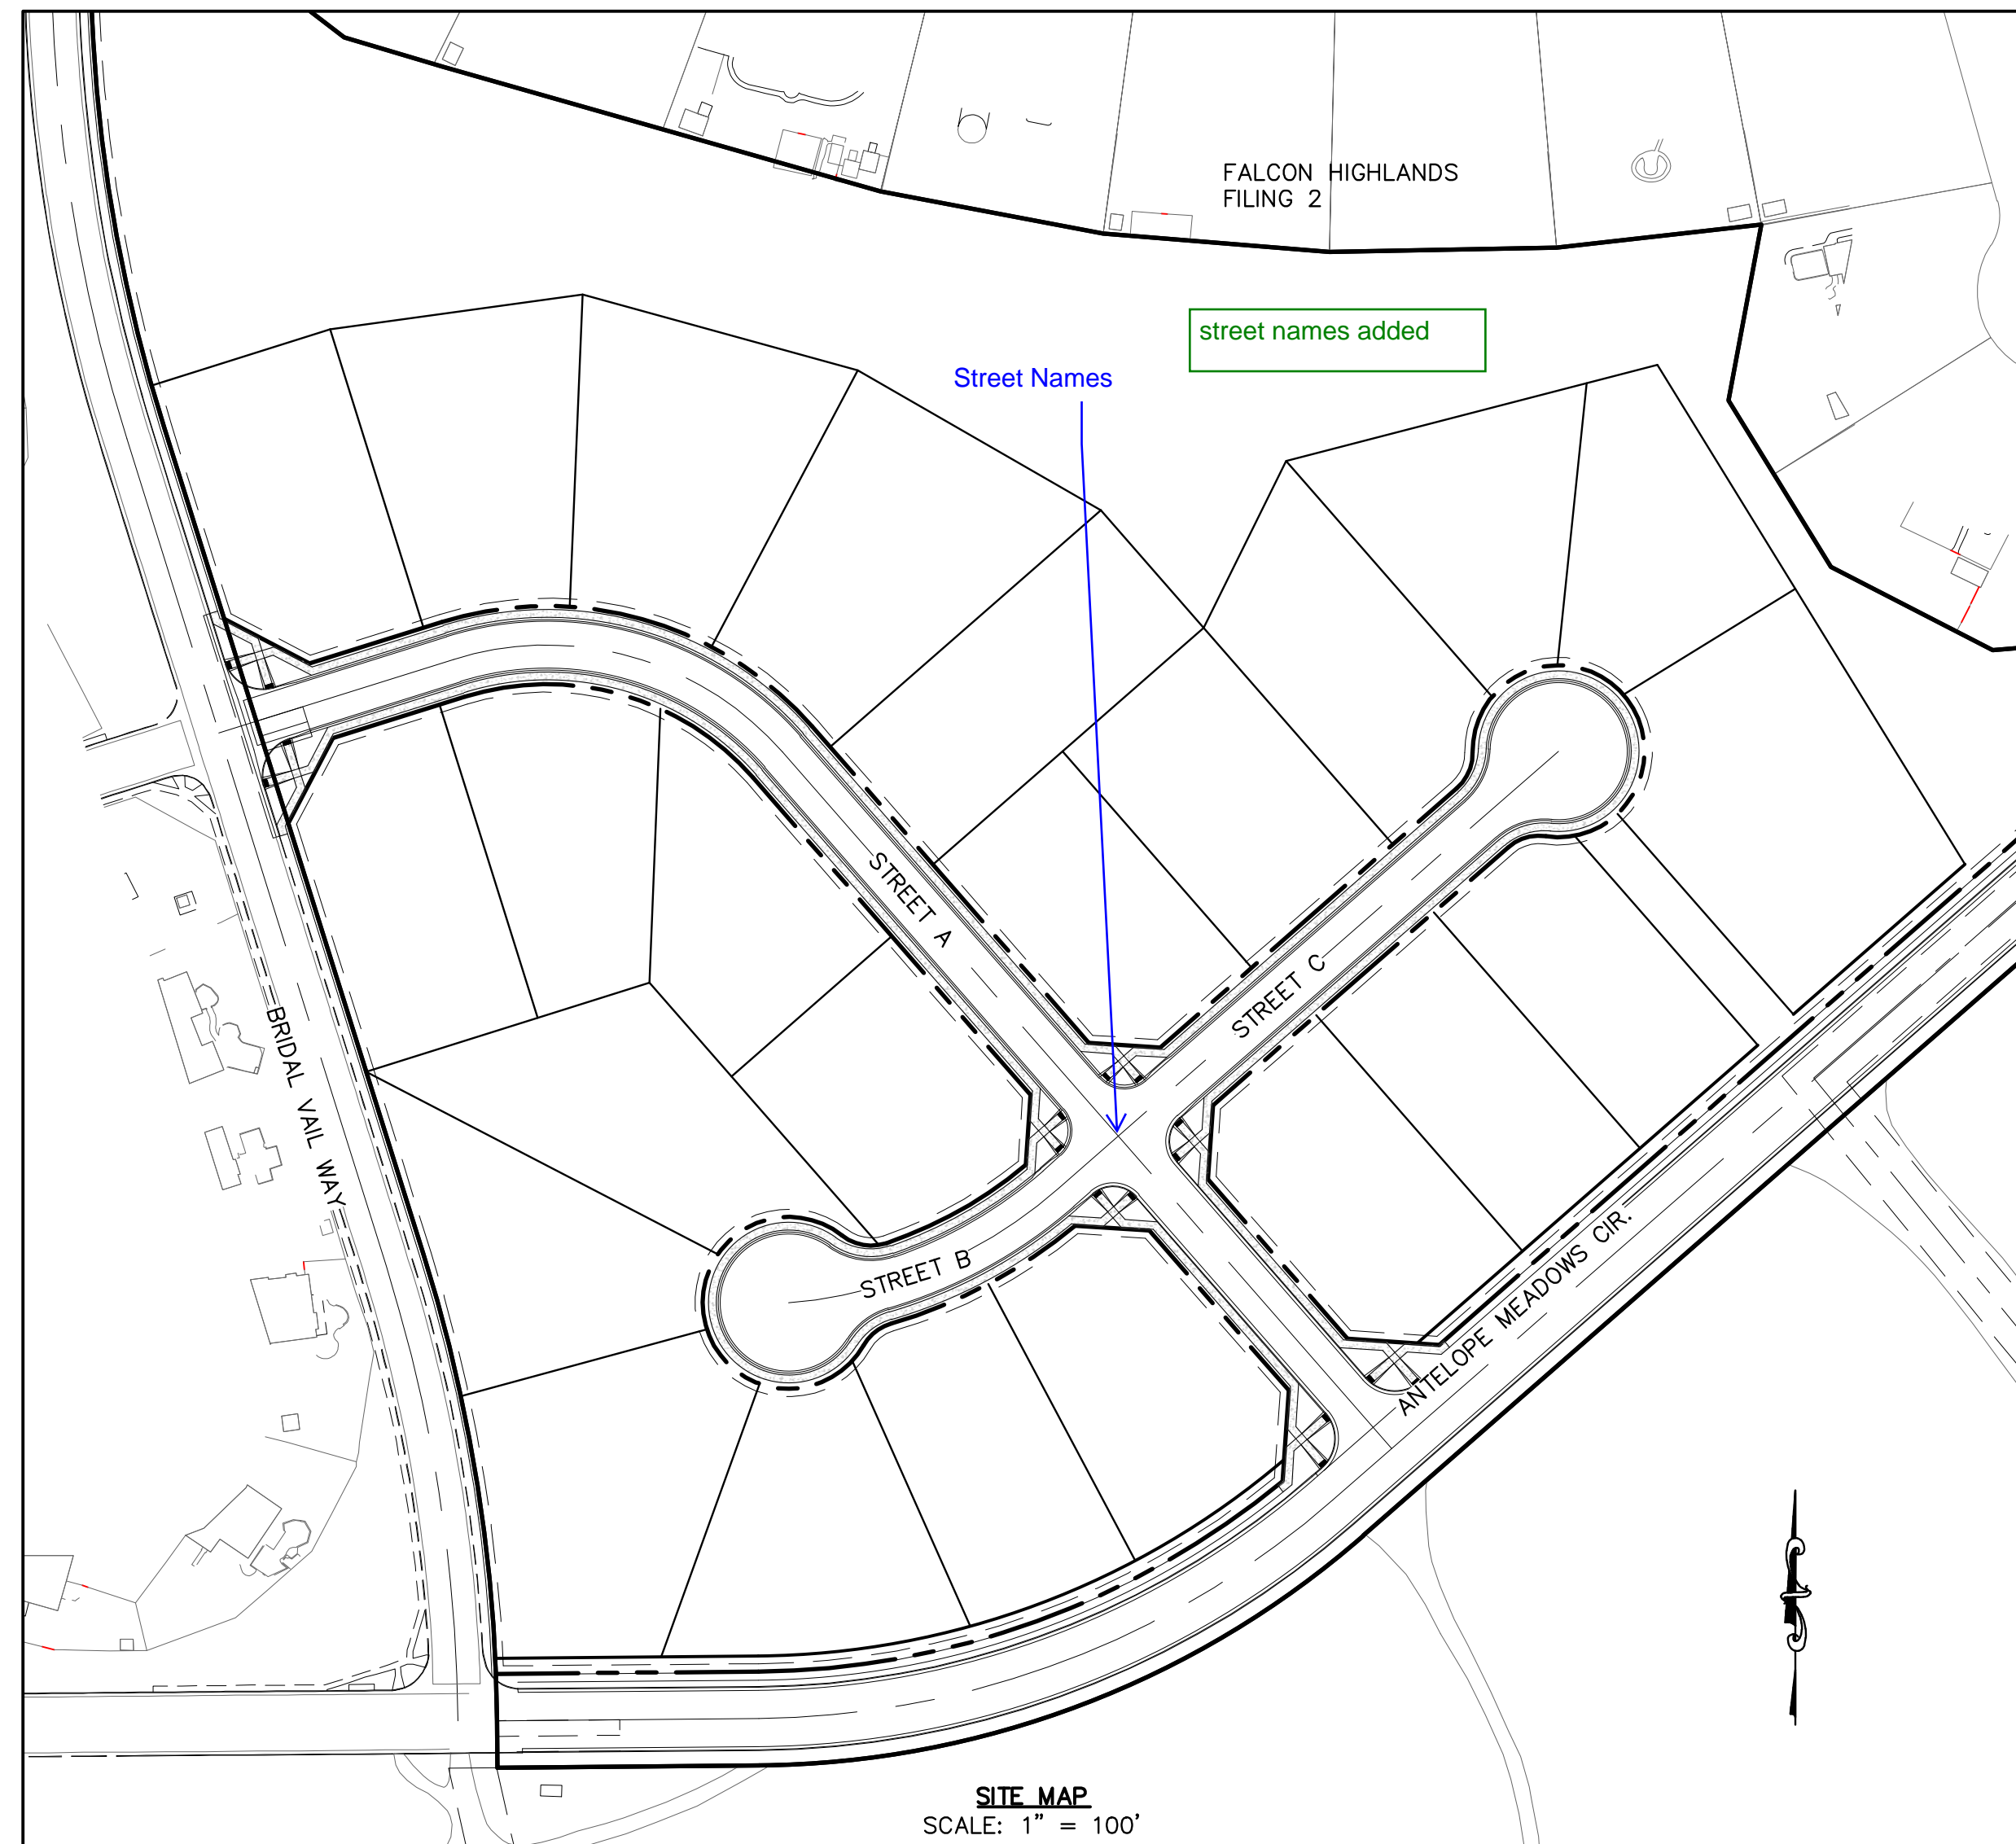 FALCON HIGHLANDS
FILING 2
street names added
Street Names
STREET A
STREET C
BRIDAL VAIL WAY
STREET B
ANTELOPE MEADOWS CIR.
SITE MAP
SCALE: 1" = 100'